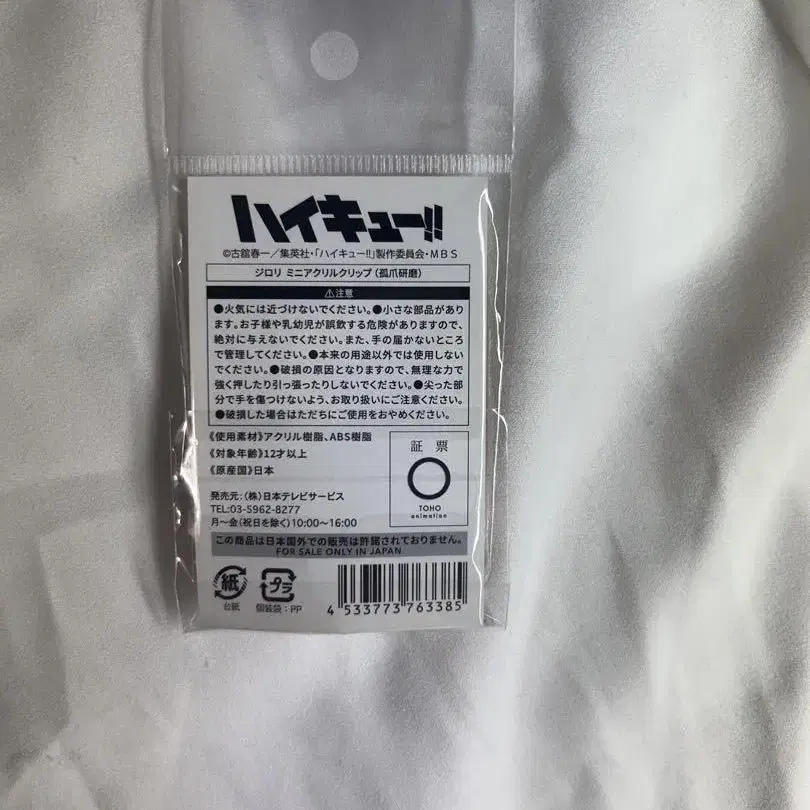 ハイキュー!!
©古舘春一／集英社・「ハイキュー!!」製作委員会・MBS
ジロリ ミニアクリルクリップ（孤爪研磨）
⚠注意
●火気には近づけないでください。●小さな部品があり
ます。お子様や乳幼児が誤飲する危険がありますので、
絶対に与えないでください。また、手の届かないところ
で管理してください。●本来の用途以外では使用しない
でください。●破損の原因となりますので、無理な力で
強く押したり引っ張ったりしないでください。●尖った部
分で手を傷つけないよう、お取り扱いにご注意ください。
●破損した場合はただちにご使用をおやめください。
《使用素材》アクリル樹脂、ABS樹脂
《対象年齢》12才以上
《原産国》日本
証票
TOHO
animation
発売元：（株）日本テレビサービス
TEL:03-5962-8277
月〜金（祝日を除く）10:00〜16:00
この商品は日本国外での販売は許諾されておりません。
FOR SALE ONLY IN JAPAN
紙
台紙
プラ
個装袋：PP
4 533773 763385